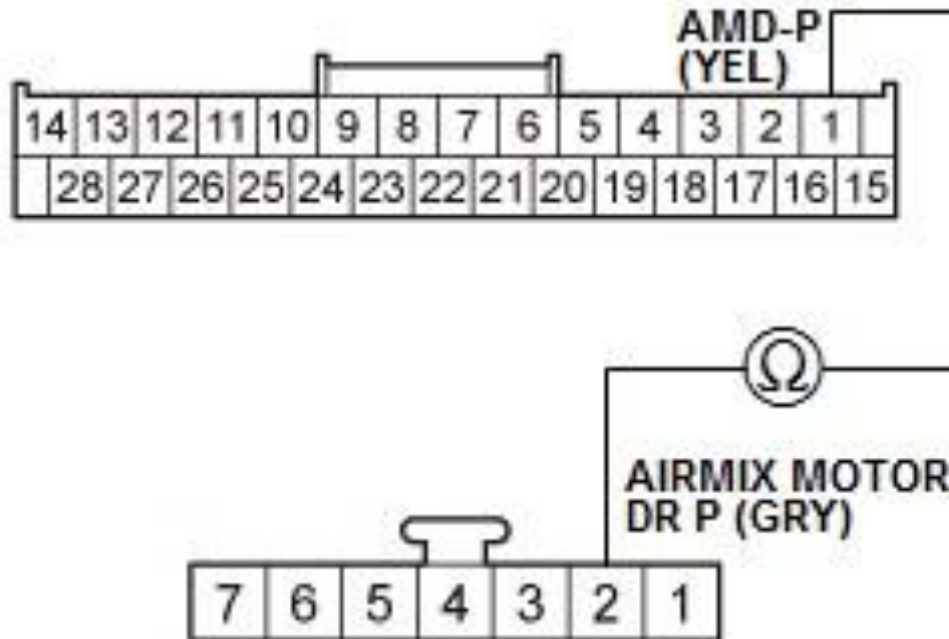 AMD-P
(YEL)
14 13 12 11 10 9 8 7 6 5 4 3 2 1
28 27 26 25 24 23 22 21 20 19 18 17 16 15
Ω
AIRMIX MOTOR
DR P (GRY)
7 6 5 4 3 2 1